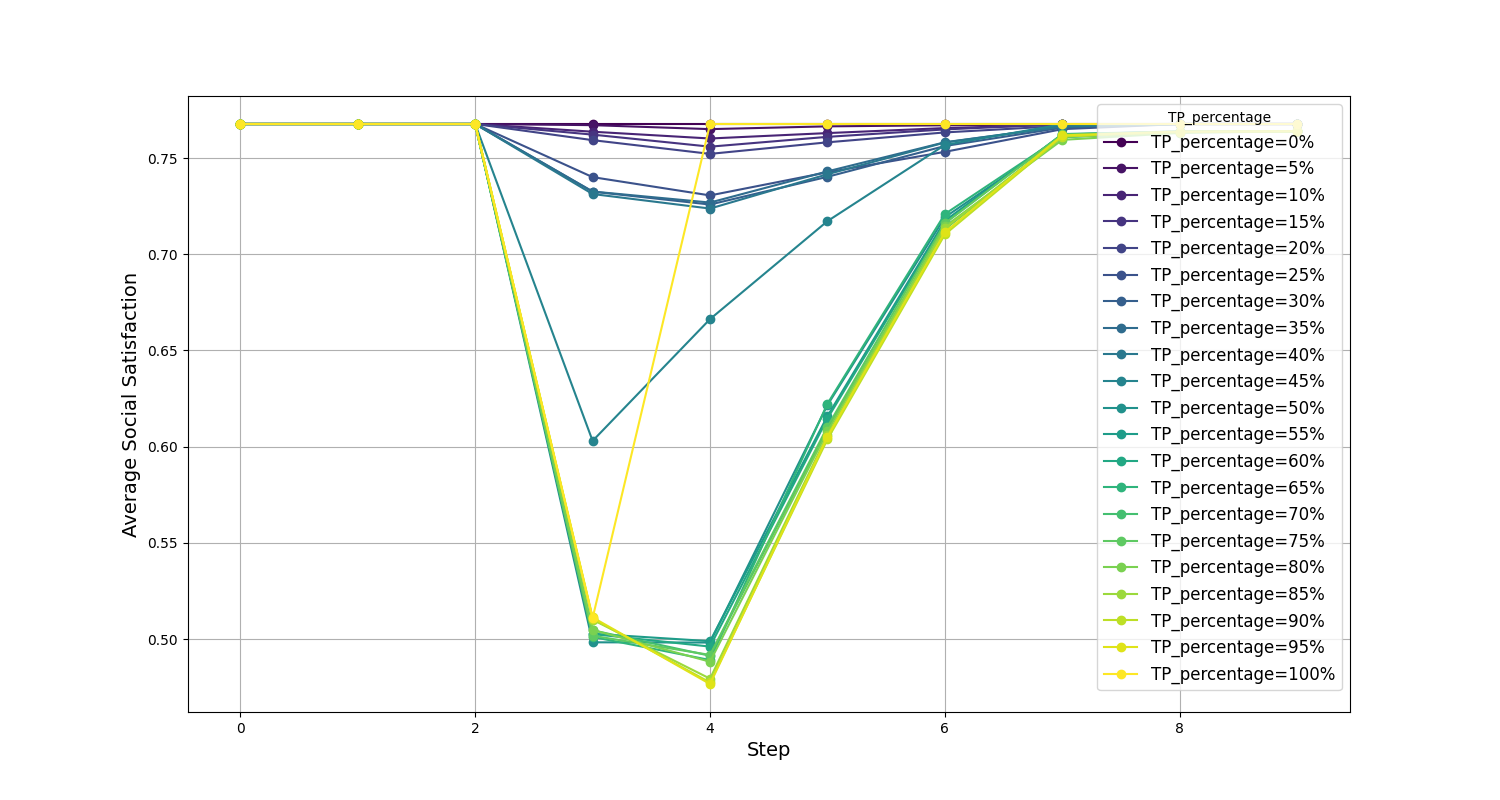 Average Social Satisfaction
0.75
0.70
0.65
0.60
0.55
0.50
0
2
4
6
8
Step
TP_percentage
TP_percentage=0%
TP_percentage=5%
TP_percentage=10%
TP_percentage=15%
TP_percentage=20%
TP_percentage=25%
TP_percentage=30%
TP_percentage=35%
TP_percentage=40%
TP_percentage=45%
TP_percentage=50%
TP_percentage=55%
TP_percentage=60%
TP_percentage=65%
TP_percentage=70%
TP_percentage=75%
TP_percentage=80%
TP_percentage=85%
TP_percentage=90%
TP_percentage=95%
TP_percentage=100%